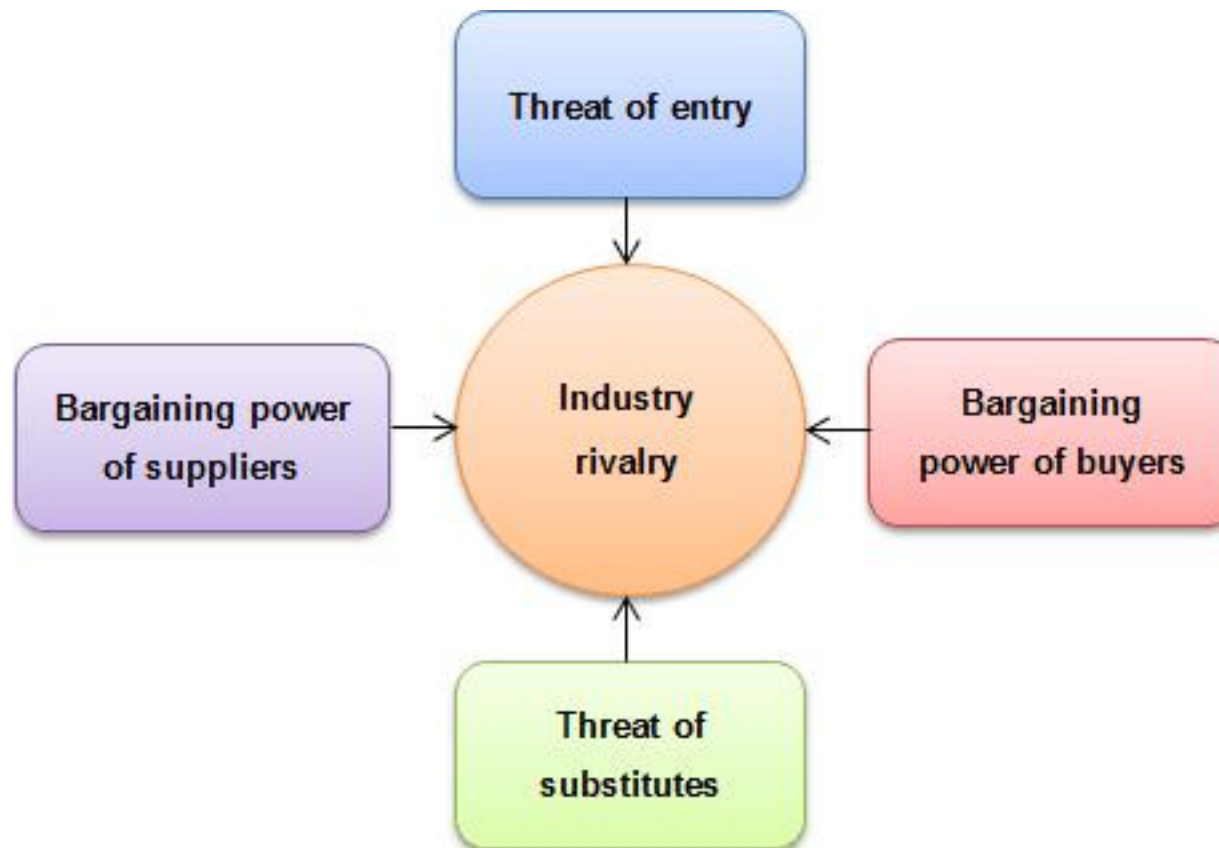 Threat of entry
Bargaining power
of suppliers
Industry
rivalry
Bargaining
power of buyers
Threat of
substitutes